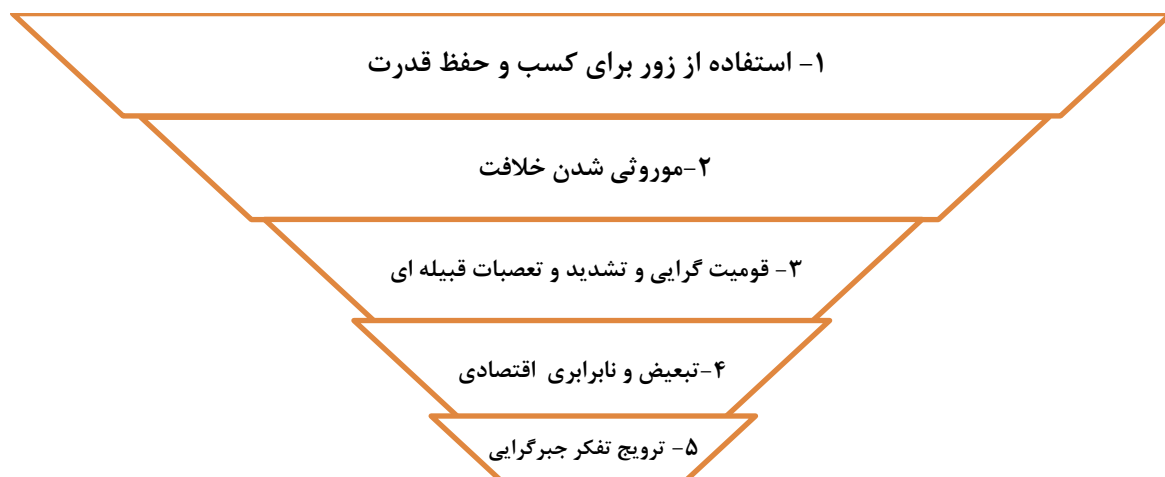 ۱- استفاده از زور برای کسب و حفظ قدرت
۲-موروثی شدن خلافت
۳- قومیت گرایی و تشدید و تعصبات قبیله ای
۴-تبعیض و نابرابری اقتصادی
۵- ترویج تفکر جبرگرایی